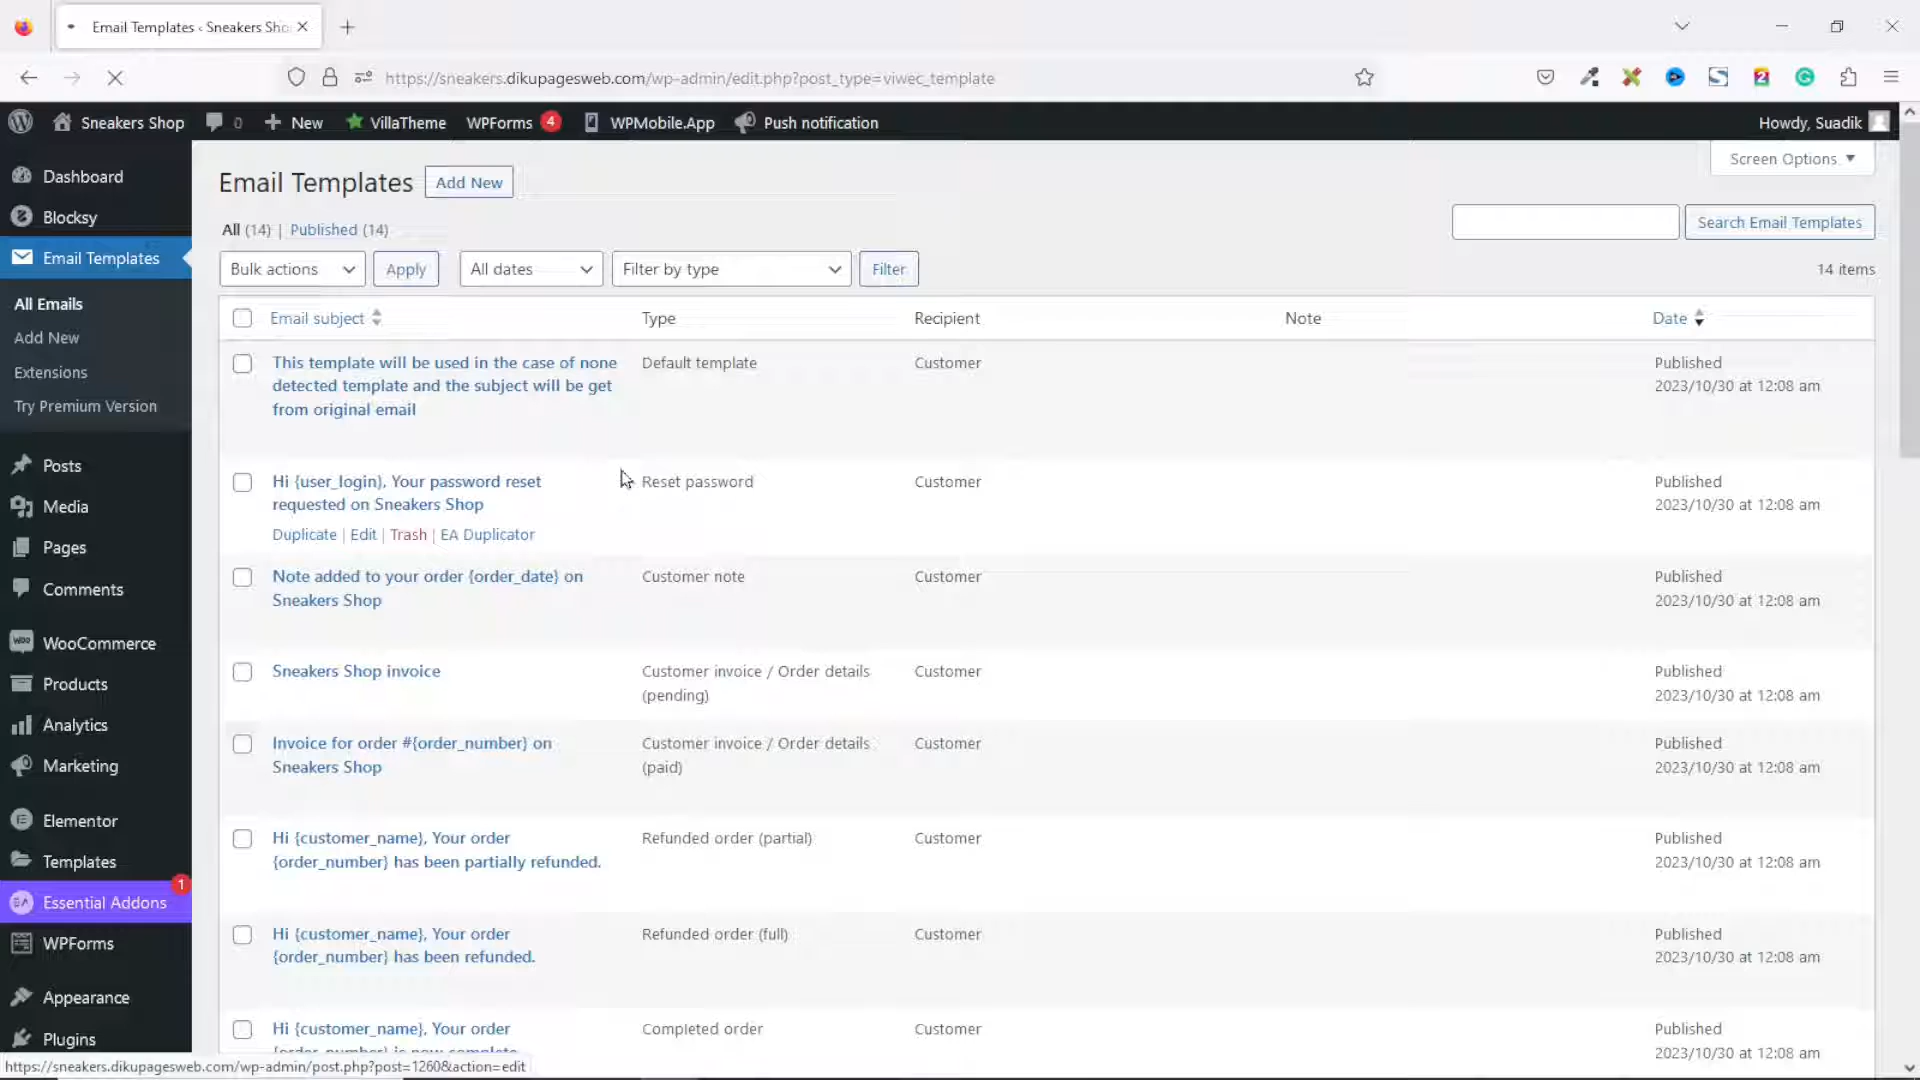 Email Templates ‹ Sneakers Sho
https://sneakers.dikupagesweb.com/wp-admin/edit.php?post_type=viwec_template
Sneakers Shop
0
New
VillaTheme
WPForms 4
WPMobile.App
Push notification
Howdy, Suadik
Dashboard
Blocksy
Email Templates
All Emails
Add New
Extensions
Try Premium Version
Posts
Media
Pages
Comments
WooCommerce
Products
Analytics
Marketing
Elementor
Templates
Essential Addons 1
WPForms
Appearance
Plugins
Screen Options
Email Templates Add New
All (14) | Published (14)
Search Email Templates
Bulk actions Apply All dates Filter by type Filter 14 items
Email subject Type Recipient Note Date
This template will be used in the case of none Default template Customer Published
detected template and the subject will be get 2023/10/30 at 12:08 am
from original email
Hi {user_login}, Your password reset Reset password Customer Published
requested on Sneakers Shop 2023/10/30 at 12:08 am
Duplicate | Edit | Trash | EA Duplicator
Note added to your order {order_date} on Customer note Customer Published
Sneakers Shop 2023/10/30 at 12:08 am
Sneakers Shop invoice Customer invoice / Order details Customer Published
(pending) 2023/10/30 at 12:08 am
Invoice for order #{order_number} on Customer invoice / Order details Customer Published
Sneakers Shop (paid) 2023/10/30 at 12:08 am
Hi {customer_name}, Your order Refunded order (partial) Customer Published
{order_number} has been partially refunded. 2023/10/30 at 12:08 am
Hi {customer_name}, Your order Refunded order (full) Customer Published
{order_number} has been refunded. 2023/10/30 at 12:08 am
Hi {customer_name}, Your order Completed order Customer Published
{order_number} is now complete 2023/10/30 at 12:08 am
https://sneakers.dikupagesweb.com/wp-admin/post.php?post=1260&action=edit